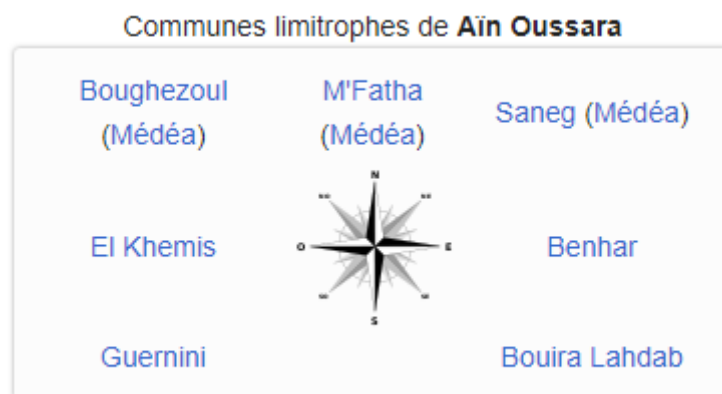 Communes limitrophes de Aïn Oussara
Boughezoul (Médéa)
M'Fatha (Médéa)
Saneg (Médéa)
N
El Khemis
O
E
Benhar
S
Guernini
Bouira Lahdab